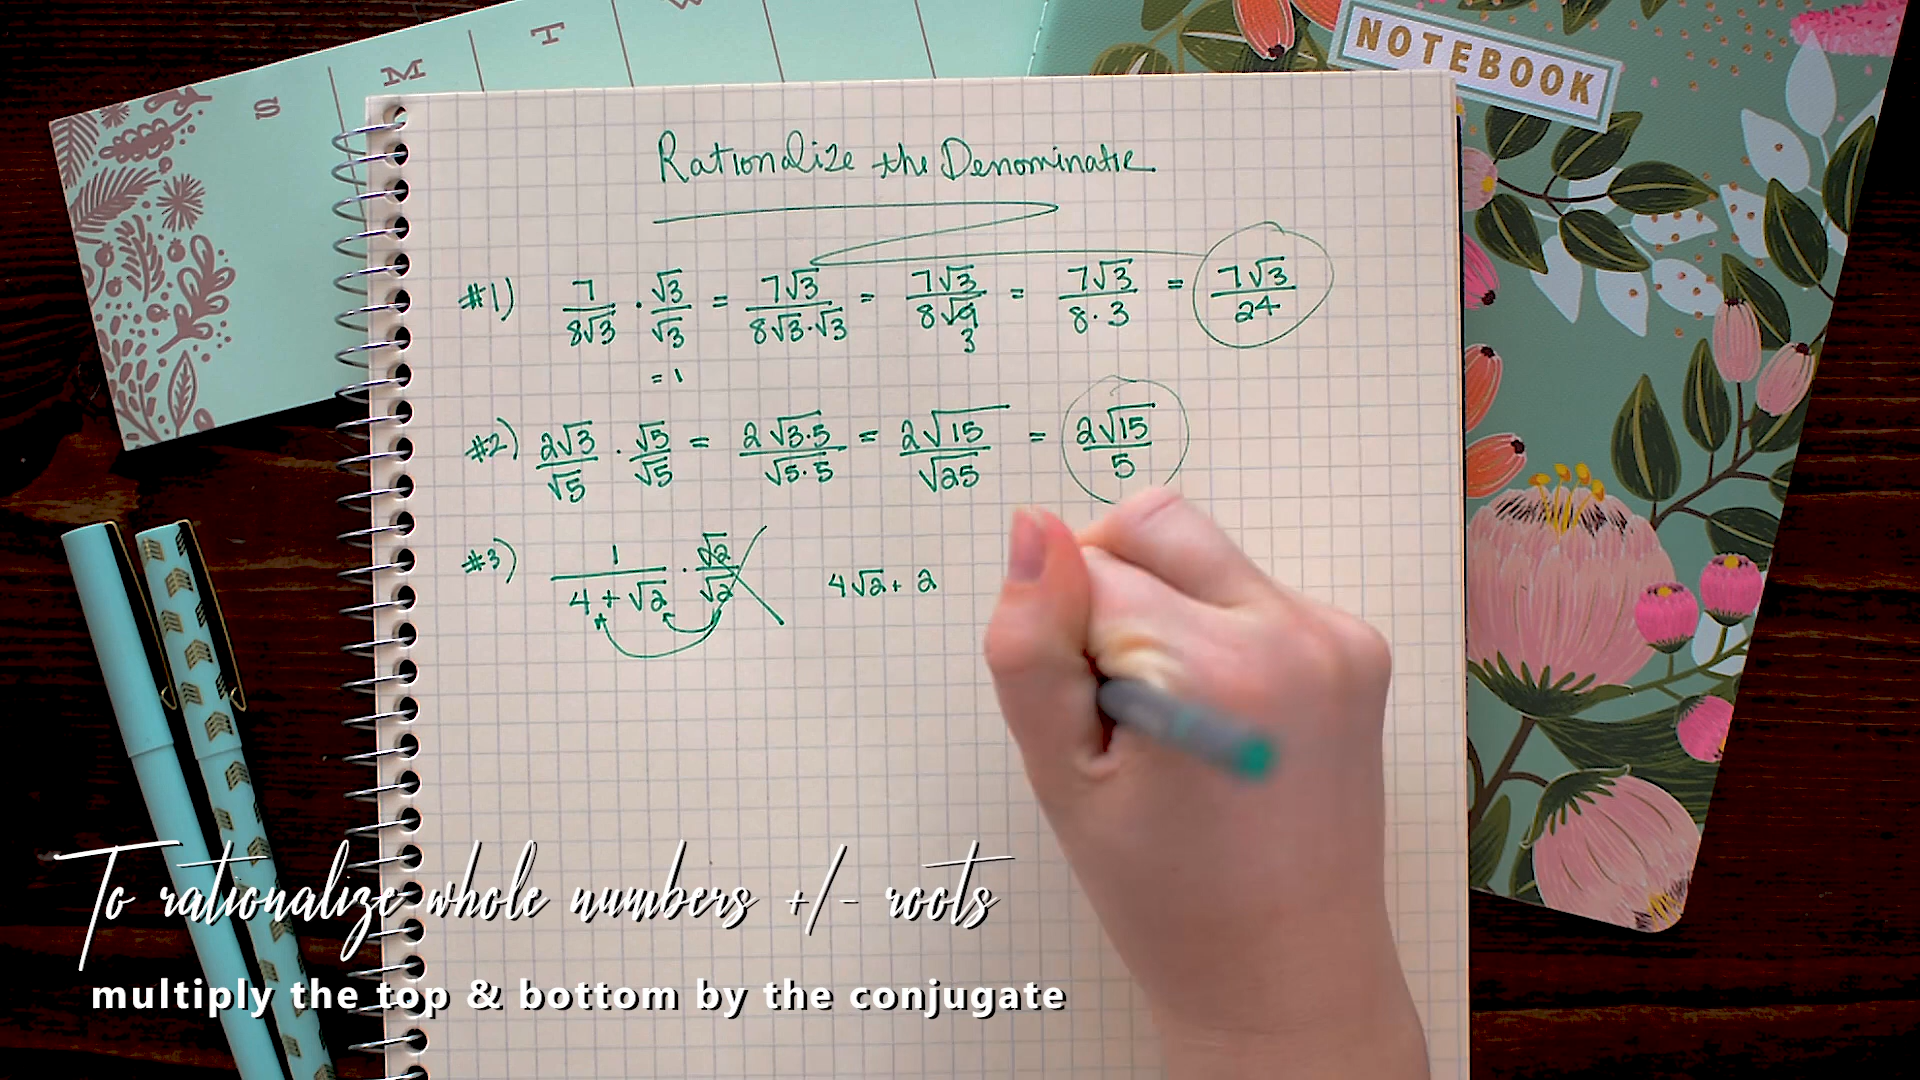 S M T W
NOTEBOOK
Rationalize the Denominator
#1) 7/8√3 · √3/√3 = 7√3/8√3·√3 = 7√3/8√9 = 7√3/8·3 = 7√3/24
3
= 1
#2) 2√3/√5 · √5/√5 = 2√3·5/√5·5 = 2√15/√25 = 2√15/5
#3) 1/4+√2 · √2/√2 4√2 + 2
To rationalize whole numbers +/- roots
multiply the top & bottom by the conjugate